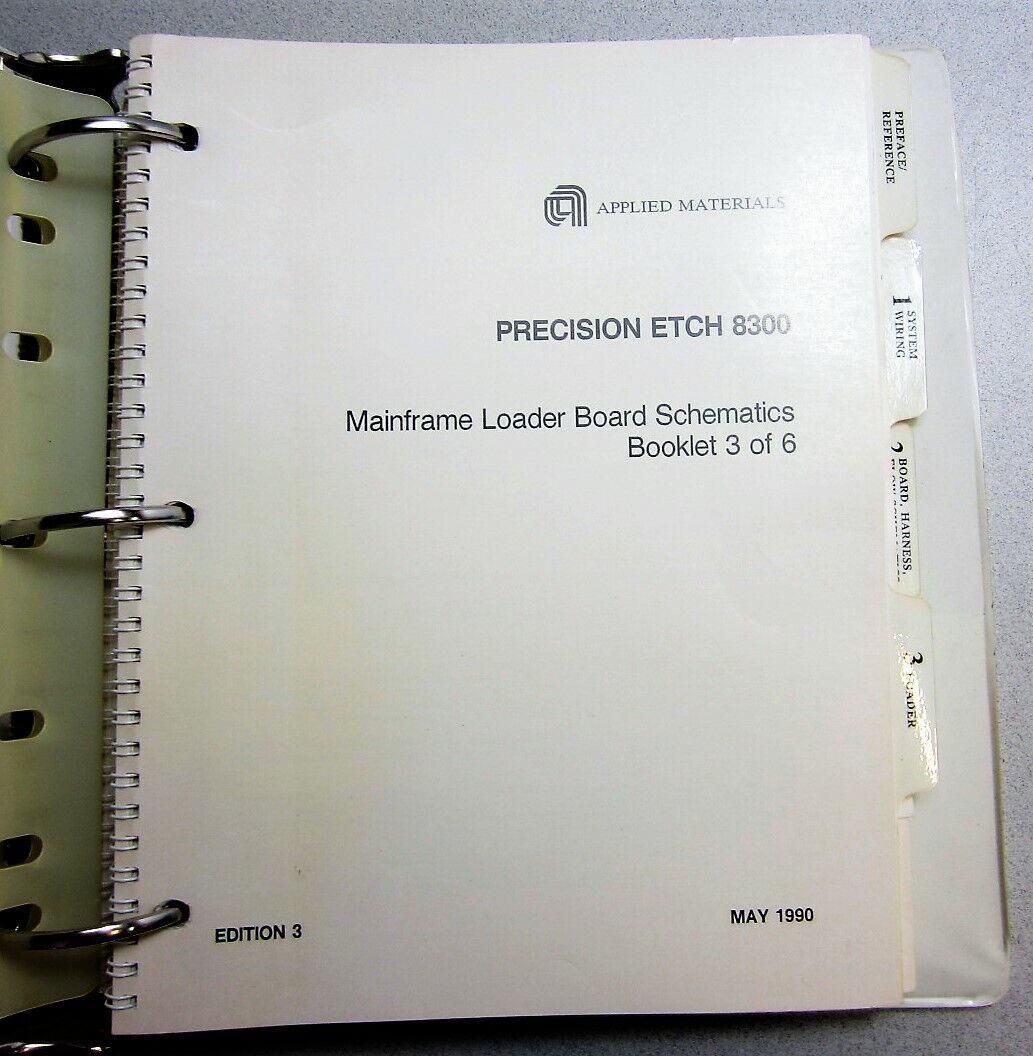 APPLIED MATERIALS
PRECISION ETCH 8300
Mainframe Loader Board Schematics
Booklet 3 of 6
EDITION 3
MAY 1990
PREFACE/
REFERENCE
1 SYSTEM
WIRING
2 BOARD, HARNESS,
3 LOADER